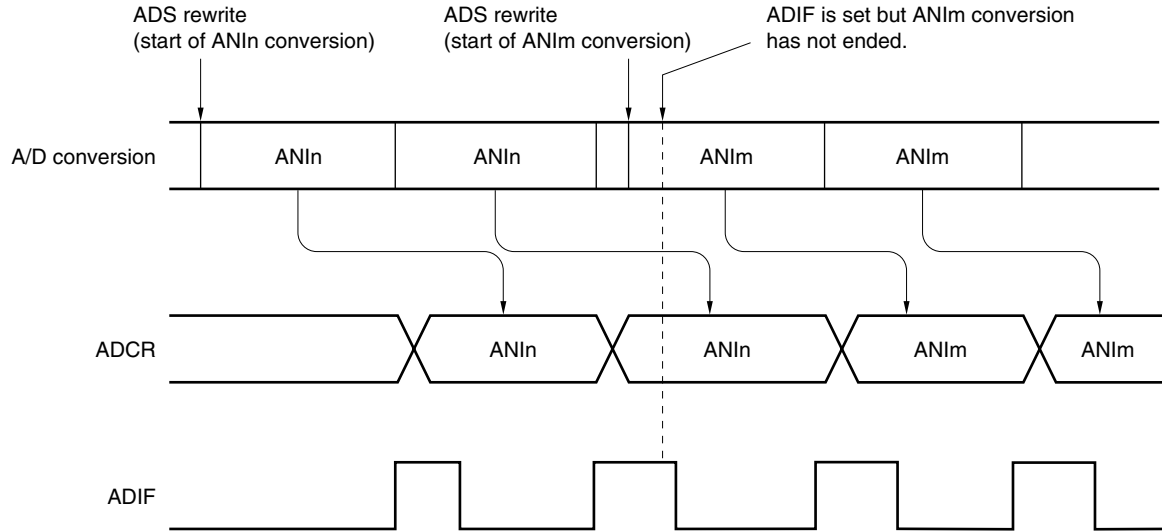 ADS rewrite
(start of ANIn conversion)
ADS rewrite
(start of ANIm conversion)
ADIF is set but ANIm conversion
has not ended.
A/D conversion
ANIn
ANIn
ANIm
ANIm
ADCR
ANIn
ANIn
ANIm
ANIm
ADIF